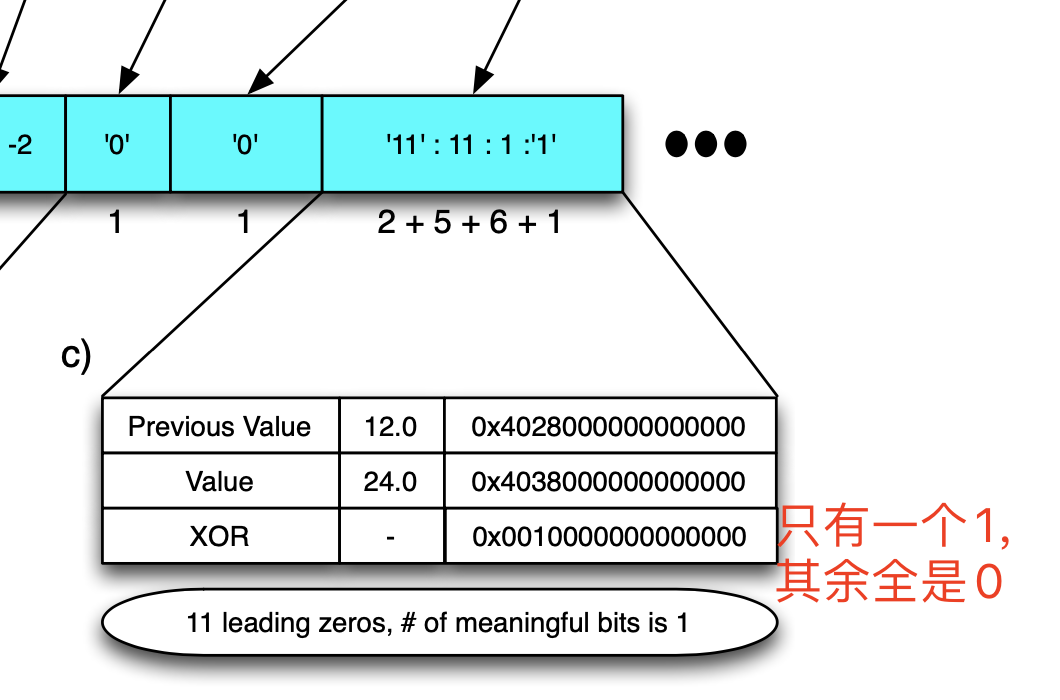 -2 '0' '0' '11' : 11 : 1 :'1'
1 1 2 + 5 + 6 + 1
c)
Previous Value 12.0 0x4028000000000000
Value 24.0 0x4038000000000000
XOR - 0x0010000000000000
只有一个1,
其余全是0
11 leading zeros, # of meaningful bits is 1